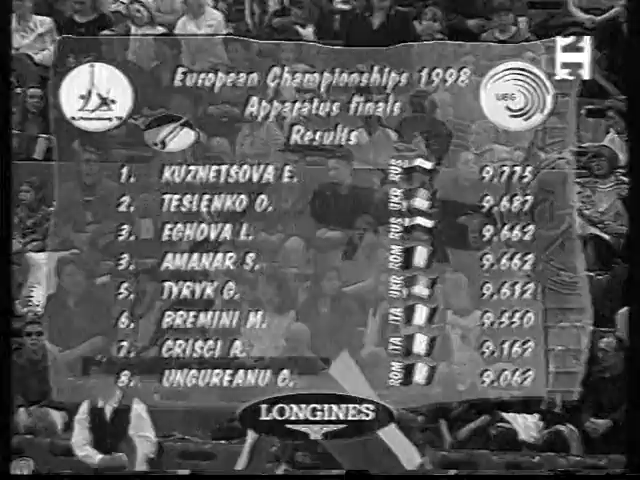 H
European Championships 1998
UEG
Apparatus finals
Results
1. KUZNETSOVA E. RUS 9.775
2. TESLENKO O. UKR 9.687
3. EGHOVA L. RUS 9.662
3. AMANAR S. ROM 9.662
5. TYRYK G. UKR 9.612
6. BREMINI M. ITA 9.550
7. CRISCI A. ITA 9.162
8. UNGUREANU O. ROM 9.062
LONGINES